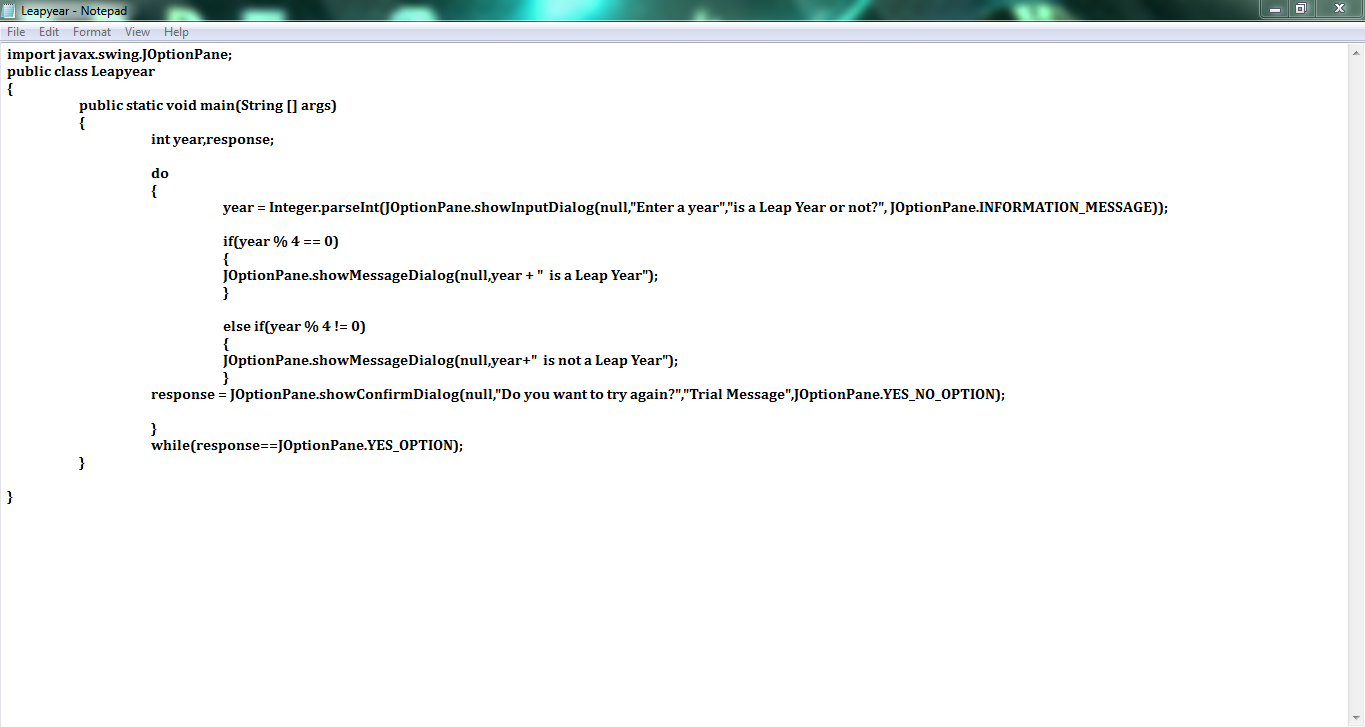 Leapyear - Notepad
File Edit Format View Help
import javax.swing.JOptionPane;
public class Leapyear
{
public static void main(String [] args)
{
int year,response;
do
{
year = Integer.parseInt(JOptionPane.showInputDialog(null,"Enter a year","is a Leap Year or not?", JOptionPane.INFORMATION_MESSAGE));
if(year % 4 == 0)
{
JOptionPane.showMessageDialog(null,year + "  is a Leap Year");
}
else if(year % 4 != 0)
{
JOptionPane.showMessageDialog(null,year+"  is not a Leap Year");
}
response = JOptionPane.showConfirmDialog(null,"Do you want to try again?","Trial Message",JOptionPane.YES_NO_OPTION);
}
while(response==JOptionPane.YES_OPTION);
}
}